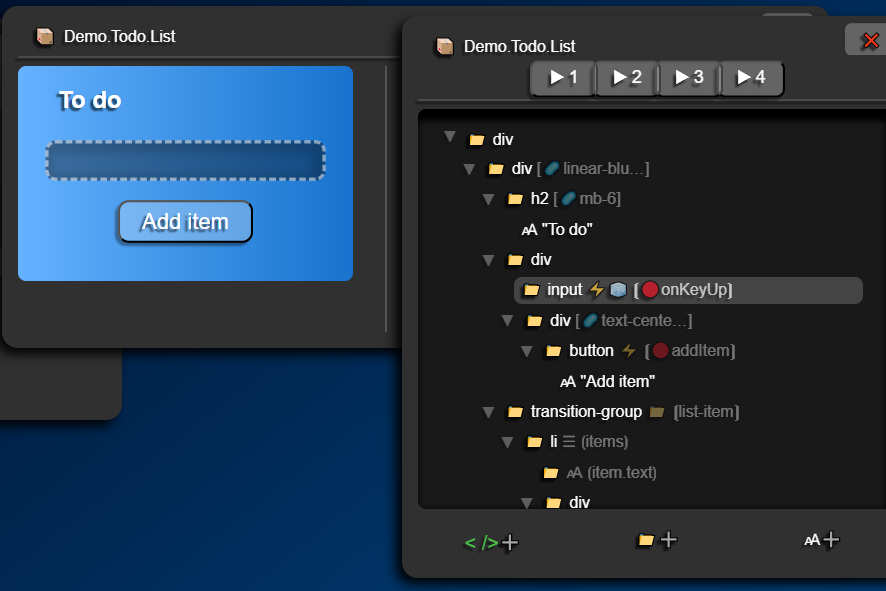 Demo.Todo.List
To do
Add item
Demo.Todo.List
1 2 3 4
div
div [linear-blu...]
h2 [mb-6]
AA "To do"
div
input [onKeyUp]
div [text-cente...]
button [addItem]
AA "Add item"
transition-group [list-item]
li (items)
AA (item.text)
div
< />+ + AA+